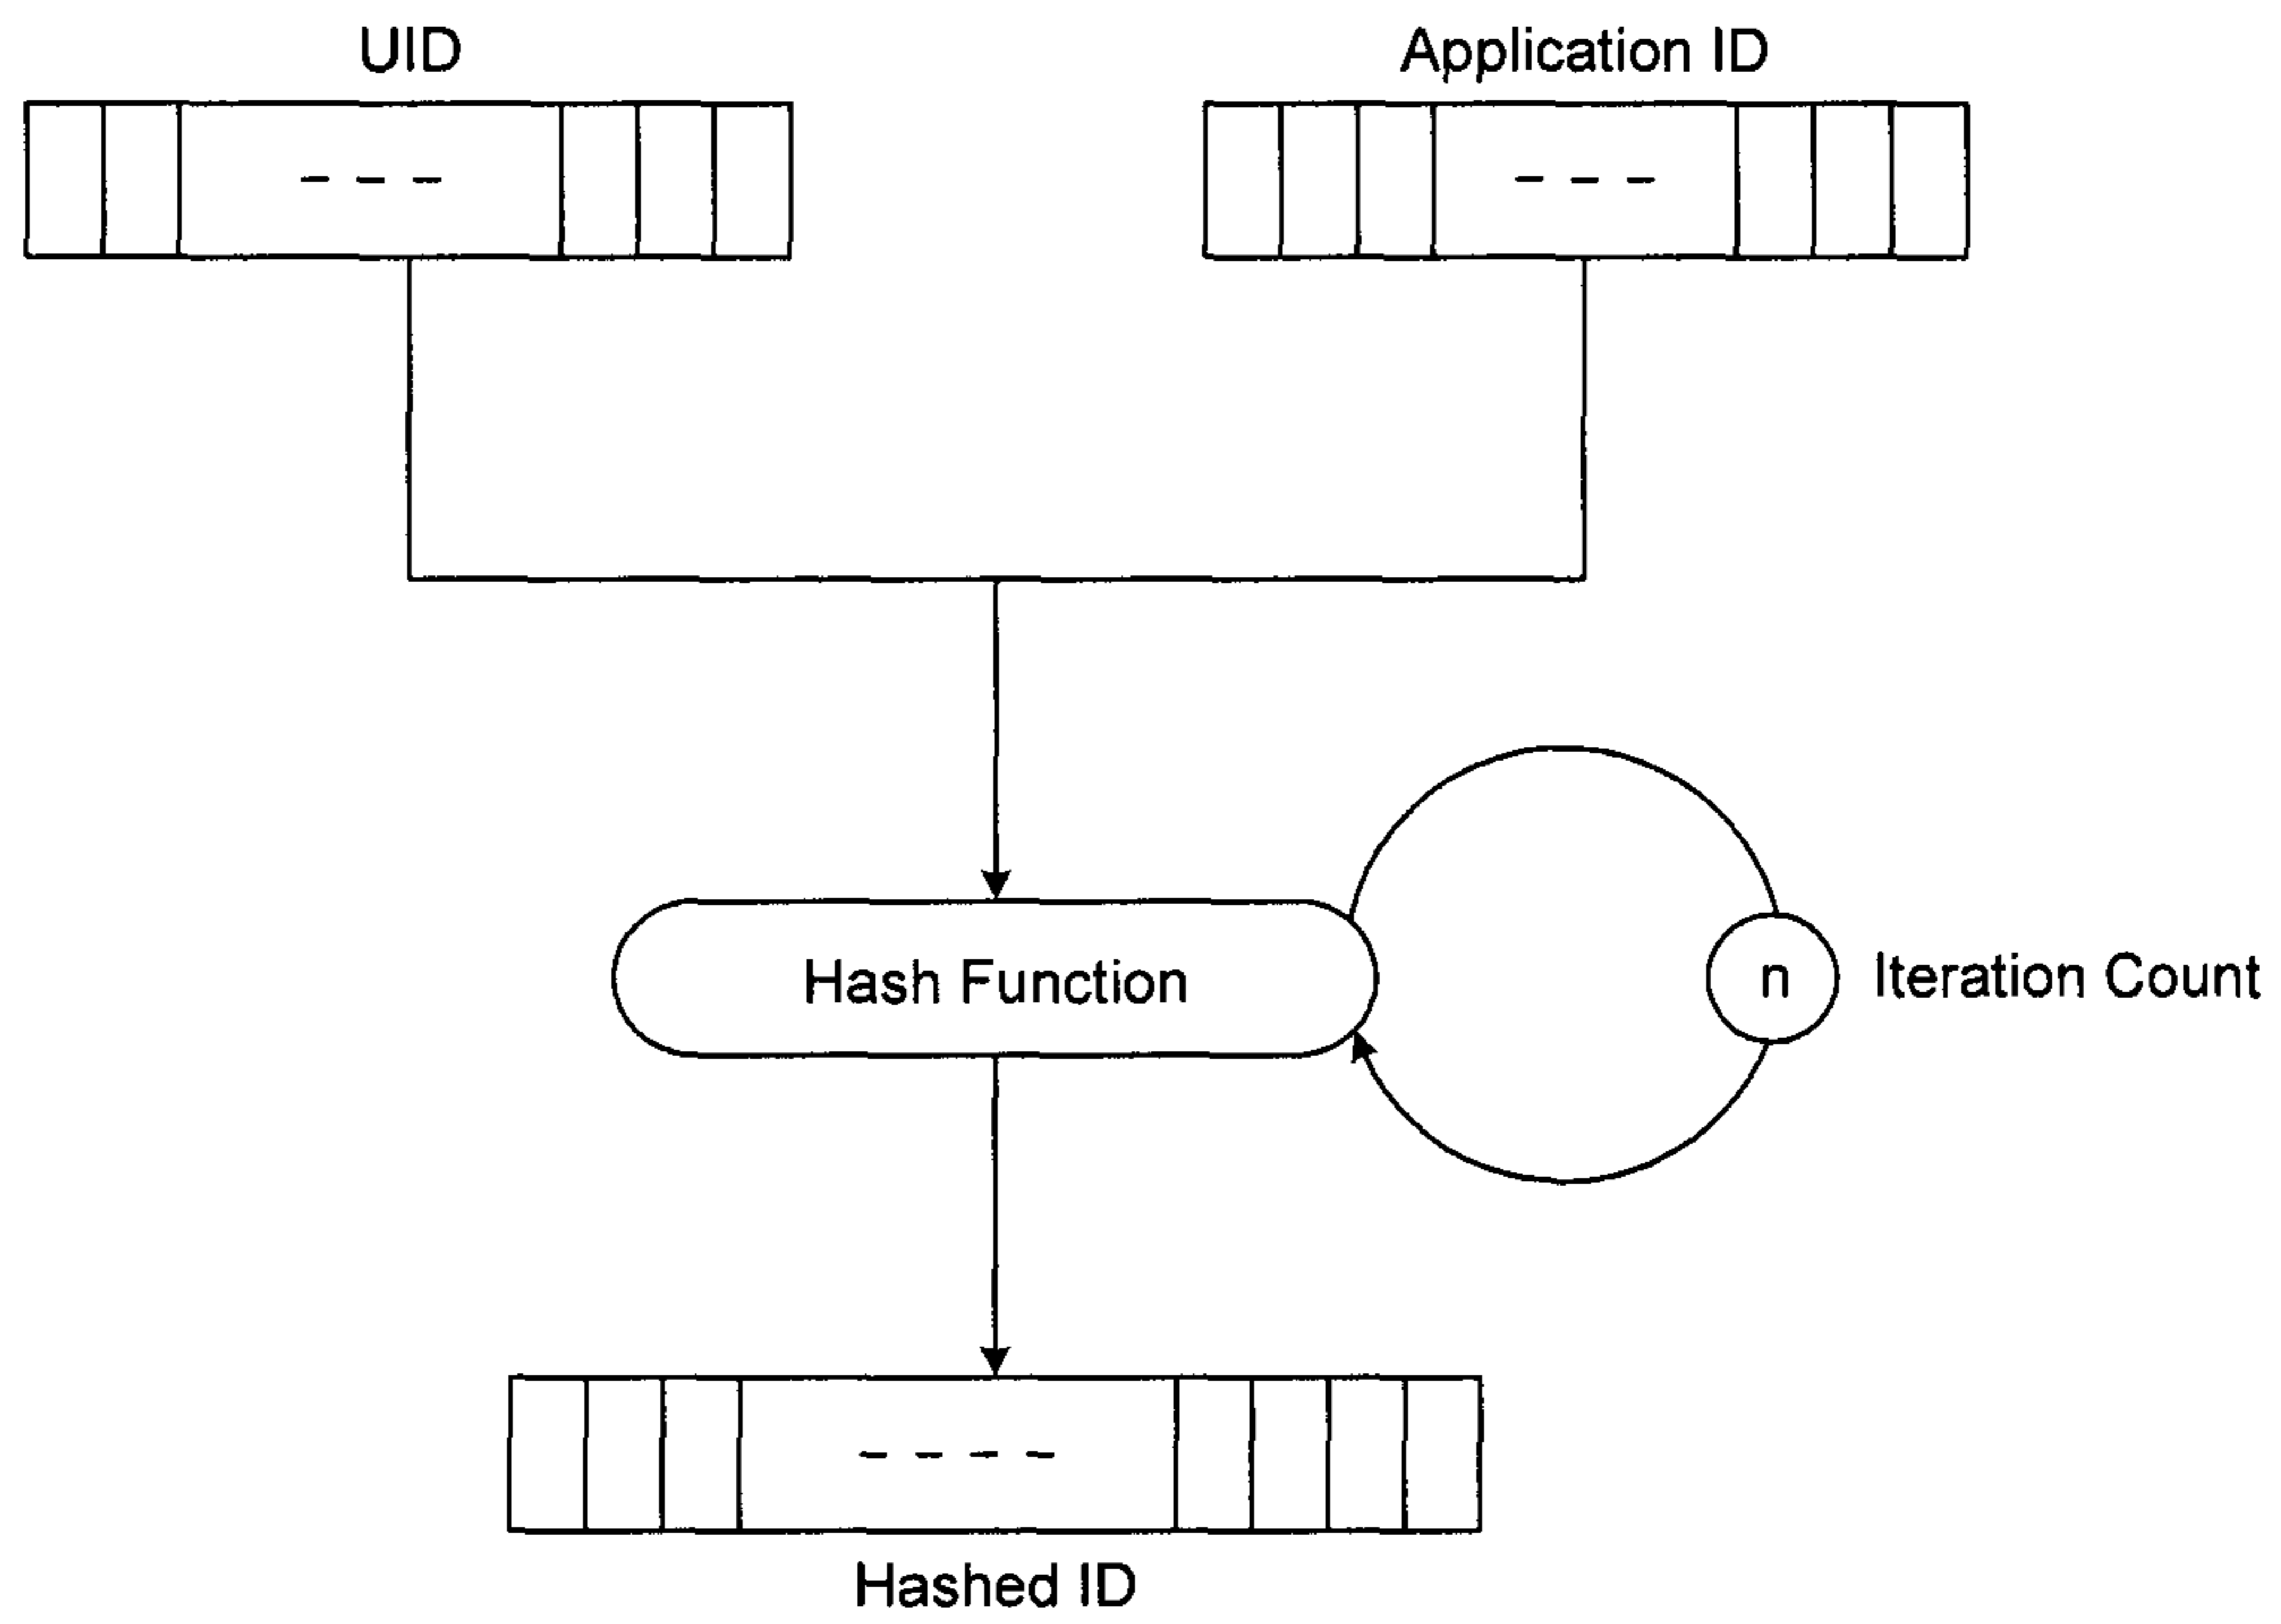 UID
Application ID
Hash Function
n
Iteration Count
Hashed ID